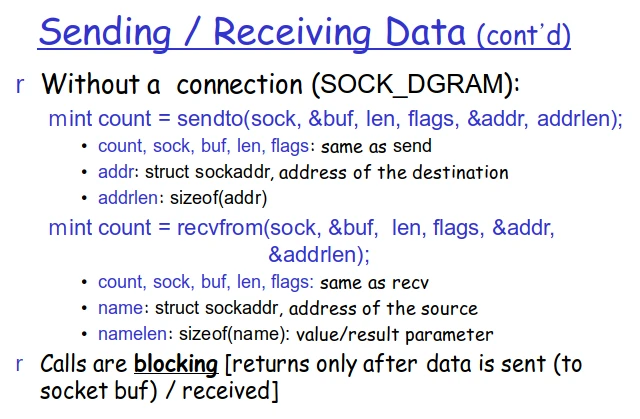 Sending / Receiving Data (cont'd)
r Without a connection (SOCK_DGRAM):
mint count = sendto(sock, &buf, len, flags, &addr, addrlen);
• count, sock, buf, len, flags: same as send
• addr: struct sockaddr, address of the destination
• addrlen: sizeof(addr)
mint count = recvfrom(sock, &buf, len, flags, &addr,
&addrlen);
• count, sock, buf, len, flags: same as recv
• name: struct sockaddr, address of the source
• namelen: sizeof(name): value/result parameter
r Calls are blocking [returns only after data is sent (to
socket buf) / received]